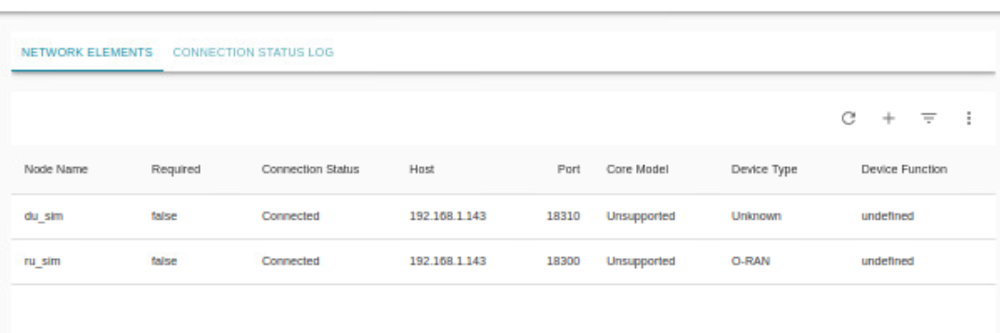 NETWORK ELEMENTS CONNECTION STATUS LOG
Node Name Required Connection Status Host Port Core Model Device Type Device Function
du_sim false Connected 192.168.1.143 18310 Unsupported Unknown undefined
ru_sim false Connected 192.168.1.143 18300 Unsupported O-RAN undefined